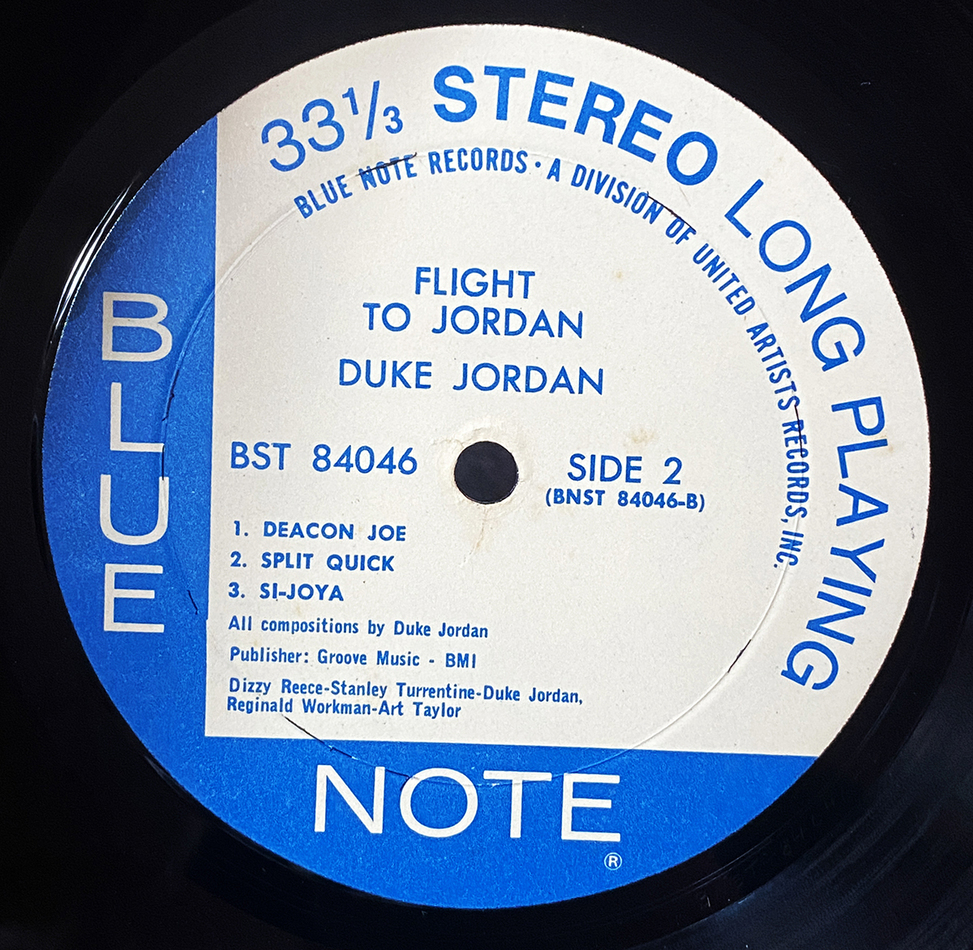 33⅓ STEREO LONG PLAYING
BLUE NOTE RECORDS · A DIVISION OF UNITED ARTISTS RECORDS, INC.
FLIGHT
TO JORDAN
DUKE JORDAN
BST 84046
SIDE 2
(BNST 84046-B)
1. DEACON JOE
2. SPLIT QUICK
3. SI-JOYA
All compositions by Duke Jordan
Publisher: Groove Music - BMI
Dizzy Reece-Stanley Turrentine-Duke Jordan,
Reginald Workman-Art Taylor
BLUE
NOTE
®